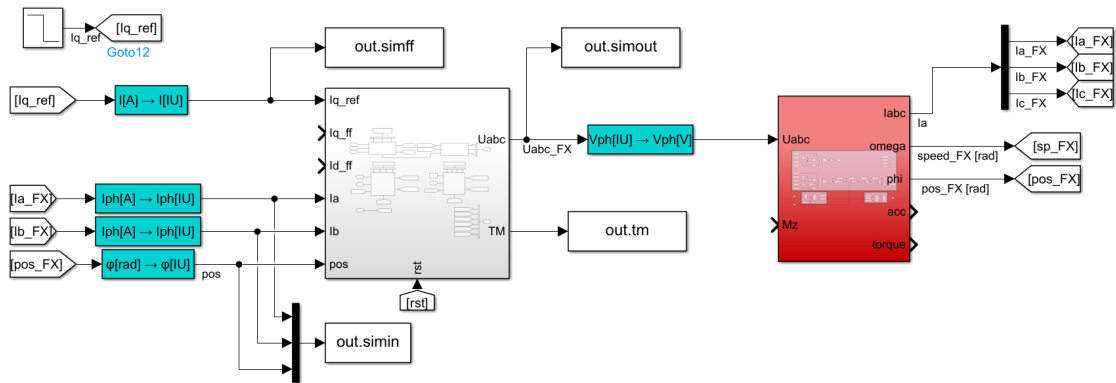 Iq_ref
[Iq_ref]
Goto12
out.simff
out.simout
[Iq_ref]
I[A] → I[IU]
Iq_ref
Iq_ff
Id_ff
Ia
Ib
pos
Uabc
TM
rst
[rst]
Uabc_FX
Vph[IU] → Vph[V]
out.tm
[Ia_FX]
Iph[A] → Iph[IU]
[Ib_FX]
Iph[A] → Iph[IU]
[pos_FX]
φ[rad] → φ[IU]
pos
out.simin
Uabc
Mz
Iabc
omega
phi
acc
torque
Ia
speed_FX [rad]
pos_FX [rad]
Ia_FX
Ib_FX
Ic_FX
[Ia_FX]
[Ib_FX]
[Ic_FX]
[sp_FX]
[pos_FX]